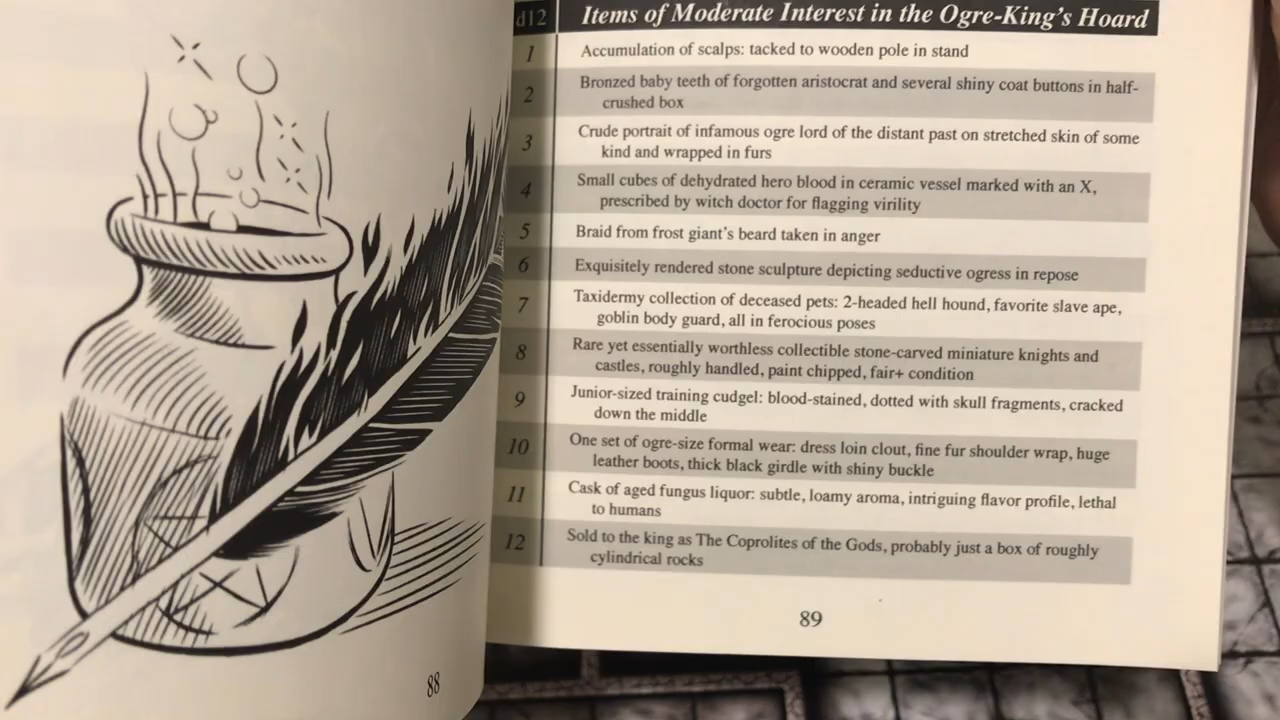 88
d12 Items of Moderate Interest in the Ogre-King's Hoard
1 Accumulation of scalps: tacked to wooden pole in stand
2 Bronzed baby teeth of forgotten aristocrat and several shiny coat buttons in half-
crushed box
3 Crude portrait of infamous ogre lord of the distant past on stretched skin of some
kind and wrapped in furs
4 Small cubes of dehydrated hero blood in ceramic vessel marked with an X,
prescribed by witch doctor for flagging virility
5 Braid from frost giant's beard taken in anger
6 Exquisitely rendered stone sculpture depicting seductive ogress in repose
7 Taxidermy collection of deceased pets: 2-headed hell hound, favorite slave ape,
goblin body guard, all in ferocious poses
8 Rare yet essentially worthless collectible stone-carved miniature knights and
castles, roughly handled, paint chipped, fair+ condition
9 Junior-sized training cudgel: blood-stained, dotted with skull fragments, cracked
down the middle
10 One set of ogre-size formal wear: dress loin clout, fine fur shoulder wrap, huge
leather boots, thick black girdle with shiny buckle
11 Cask of aged fungus liquor: subtle, loamy aroma, intriguing flavor profile, lethal
to humans
12 Sold to the king as The Coprolites of the Gods, probably just a box of roughly
cylindrical rocks
89